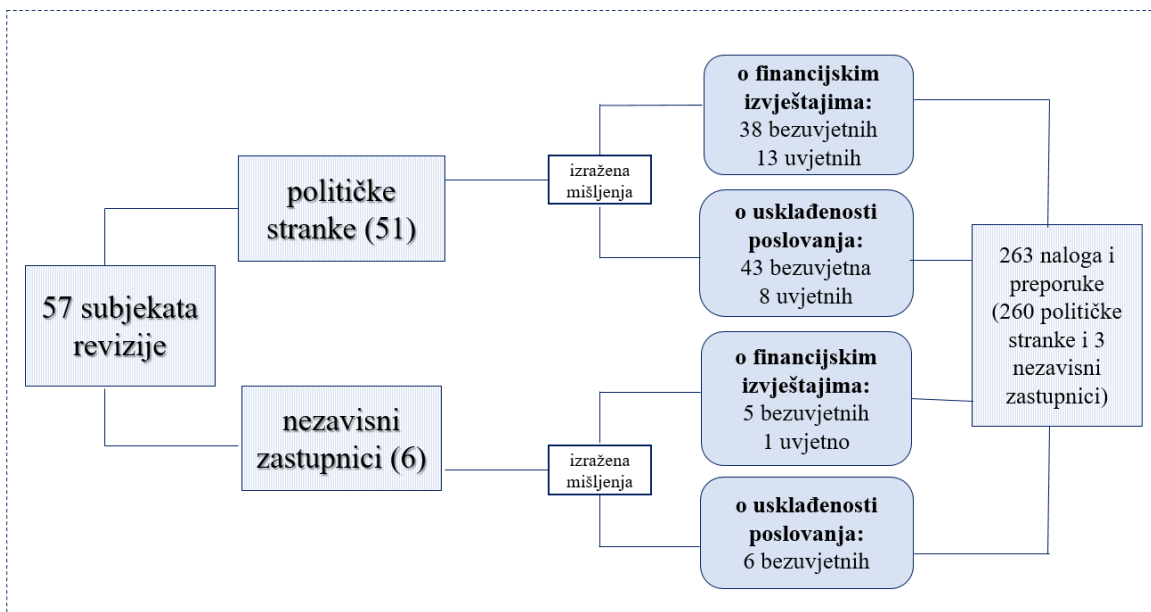 57 subjekata
revizije
političke
stranke (51)
nezavisni
zastupnici (6)
izražena
mišljenja
izražena
mišljenja
o financijskim
izvještajima:
38 bezuvjetnih
13 uvjetnih
o usklađenosti
poslovanja:
43 bezuvjetna
8 uvjetnih
o financijskim
izvještajima:
5 bezuvjetnih
1 uvjetno
o usklađenosti
poslovanja:
6 bezuvjetnih
263 naloga i
preporuke
(260 političke
stranke i 3
nezavisni
zastupnici)